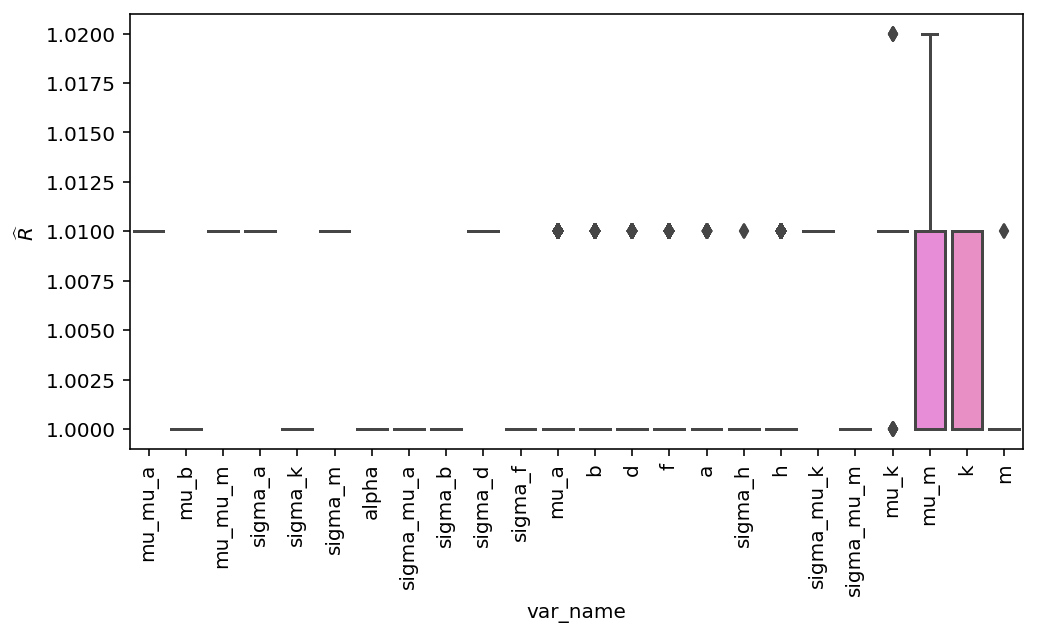 1.0200
1.0175
1.0150
1.0125
1.0100
1.0075
1.0050
1.0025
1.0000
R̂
mu_mu_a
mu_b
mu_mu_m
sigma_a
sigma_k
sigma_m
alpha
sigma_mu_a
sigma_b
sigma_d
sigma_f
mu_a
b
d
f
a
sigma_h
h
sigma_mu_k
sigma_mu_m
mu_k
mu_m
k
m
var_name